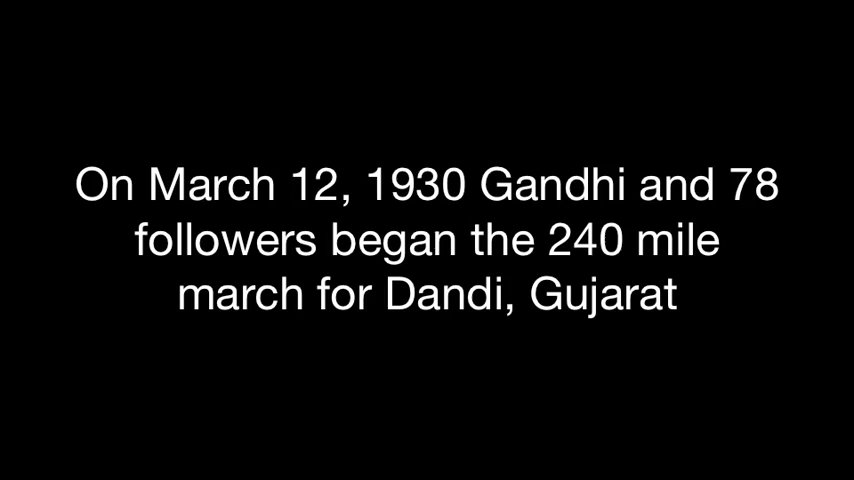 On March 12, 1930 Gandhi and 78
followers began the 240 mile
march for Dandi, Gujarat